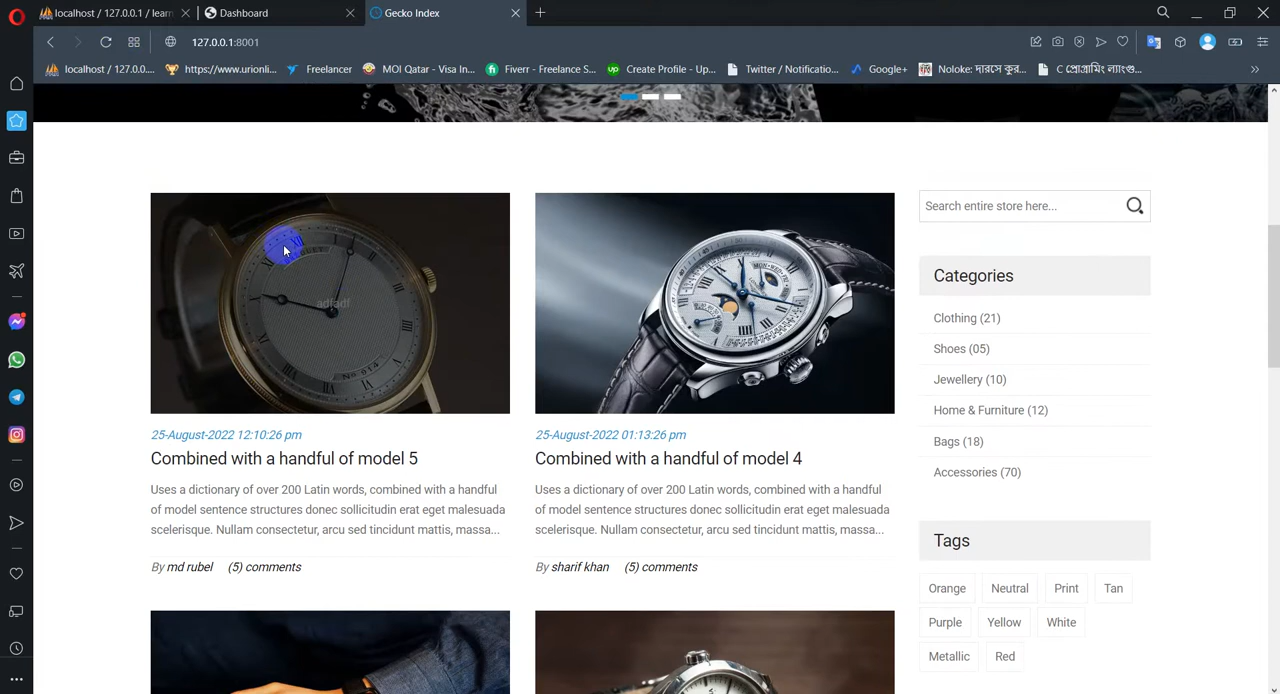 localhost / 127.0.0.1 / learn
Dashboard
Gecko Index
127.0.0.1:8001
localhost / 127.0.0....
https://www.urionli...
Freelancer
MOI Qatar - Visa In...
Fiverr - Freelance S...
Create Profile - Up...
Twitter / Notificatio...
Google+
Noloke: দারসে কুর...
C প্রোগ্রামিং ল্যাংগু...
Search entire store here...
adfadf
No 914
Categories
Clothing (21)
Shoes (05)
Jewellery (10)
Home & Furniture (12)
Bags (18)
Accessories (70)
25-August-2022 12:10:26 pm
Combined with a handful of model 5
Uses a dictionary of over 200 Latin words, combined with a handful
of model sentence structures donec sollicitudin erat eget malesuada
scelerisque. Nullam consectetur, arcu sed tincidunt mattis, massa...
By md rubel (5) comments
25-August-2022 01:13:26 pm
Combined with a handful of model 4
Uses a dictionary of over 200 Latin words, combined with a handful
of model sentence structures donec sollicitudin erat eget malesuada
scelerisque. Nullam consectetur, arcu sed tincidunt mattis, massa...
By sharif khan (5) comments
Tags
Orange Neutral Print Tan
Purple Yellow White
Metallic Red